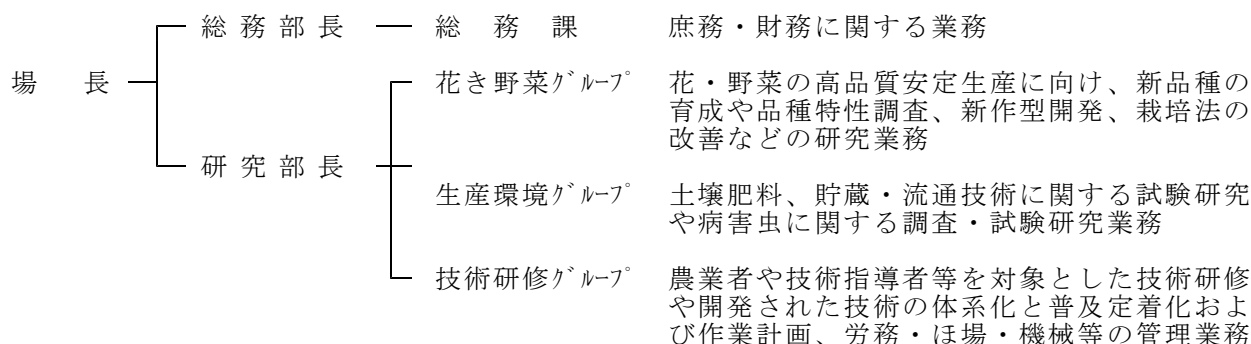 総務部長 総務課 庶務・財務に関する業務
場長
花き野菜グループ 花・野菜の高品質安定生産に向け、新品種の
育成や品種特性調査、新作型開発、栽培法の
改善などの研究業務
研究部長
生産環境グループ 土壌肥料、貯蔵・流通技術に関する試験研究
や病害虫に関する調査・試験研究業務
技術研修グループ 農業者や技術指導者等を対象とした技術研修
や開発された技術の体系化と普及定着化およ
び作業計画、労務・ほ場・機械等の管理業務